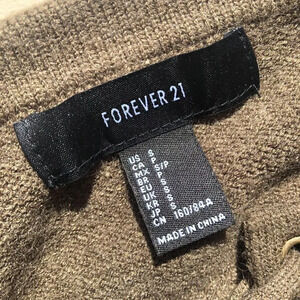 FOREVER 21
US S
CA P
MX S/P
BR P
EU S
UK S
KR S
JP S
CN 160/84A
MADE IN CHINA